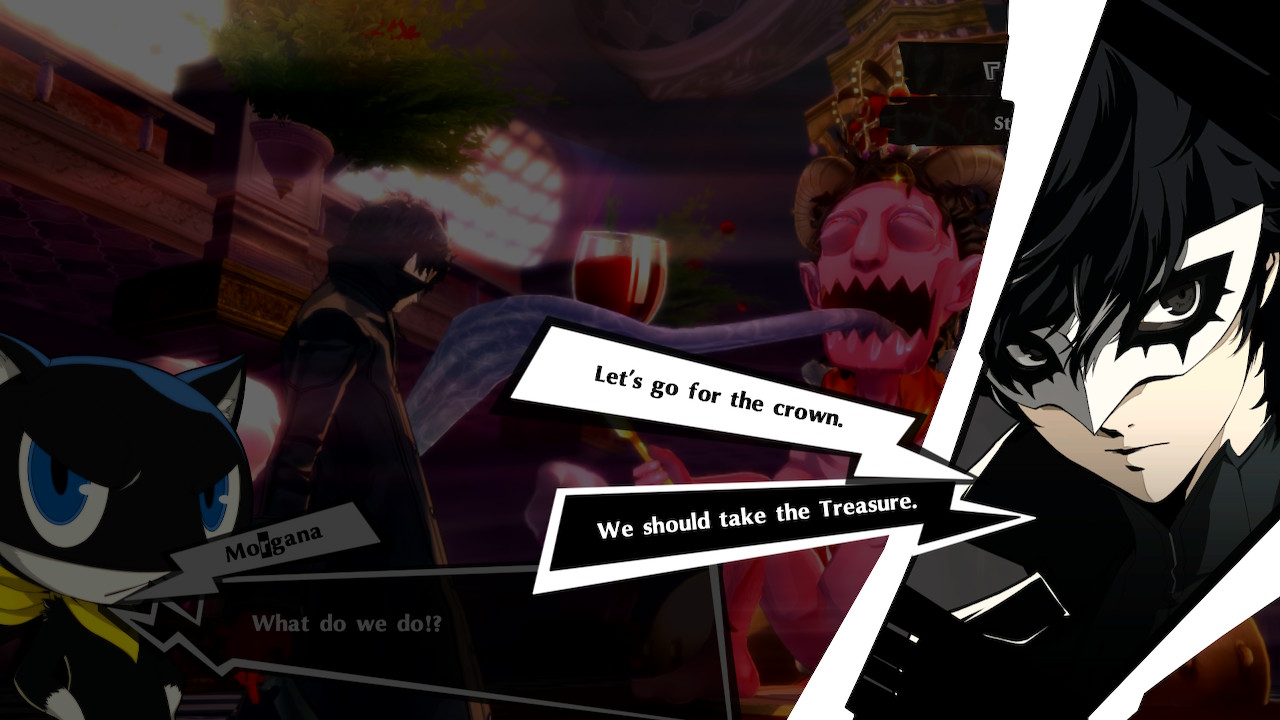 Let's go for the crown.
We should take the Treasure.
Morgana
What do we do!?